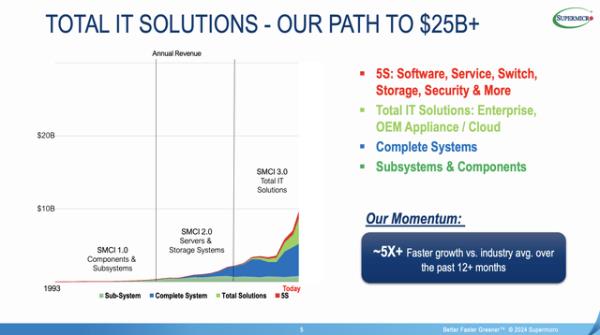 TOTAL IT SOLUTIONS - OUR PATH TO $25B+
SUPERMICRO
Annual Revenue
$20B
$10B
SMCI 1.0
Components &
Subsystems
SMCI 2.0
Servers &
Storage Systems
SMCI 3.0
Total IT
Solutions
1993
Today
Sub-System
Complete System
Total Solutions
5S
5S: Software, Service, Switch,
Storage, Security & More
Total IT Solutions: Enterprise,
OEM Appliance / Cloud
Complete Systems
Subsystems & Components
Our Momentum:
~5X+ Faster growth vs. industry avg. over
the past 12+ months
5
Better Faster Greener™ © 2024 Supermicro